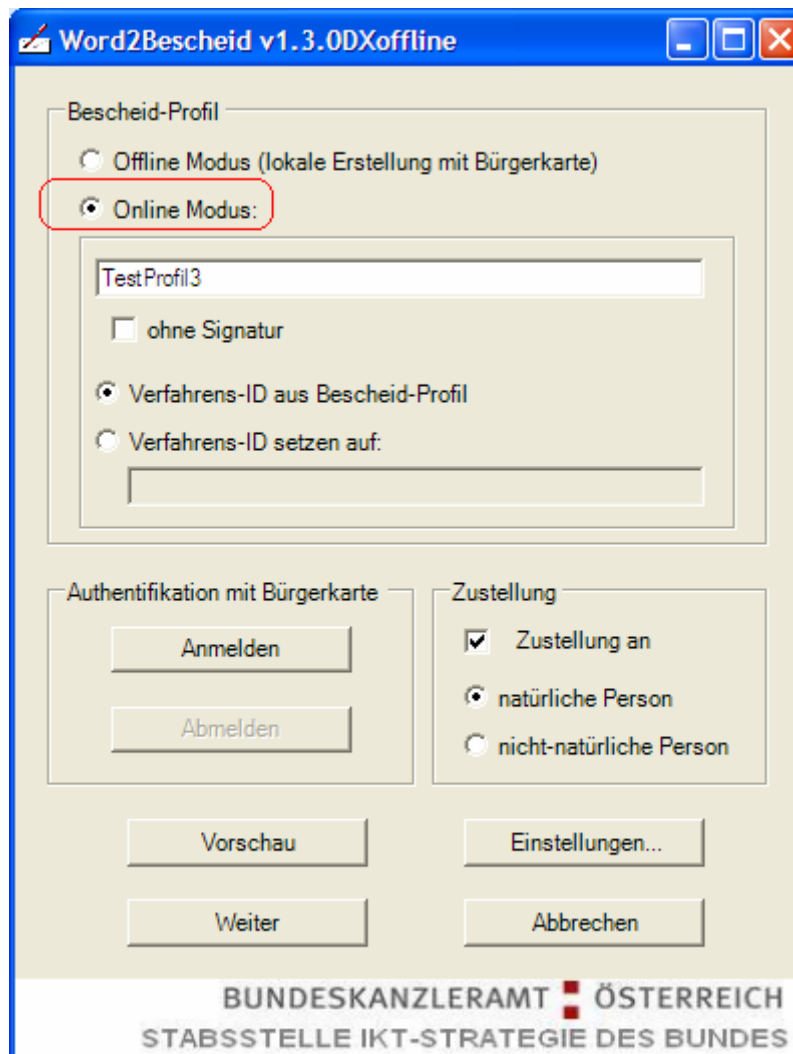 Word2Bescheid v1.3.0DXoffline
Bescheid-Profil
Offline Modus (lokale Erstellung mit Bürgerkarte)
Online Modus:
TestProfil3
ohne Signatur
Verfahrens-ID aus Bescheid-Profil
Verfahrens-ID setzen auf:
Authentifikation mit Bürgerkarte
Anmelden
Abmelden
Zustellung
Zustellung an
natürliche Person
nicht-natürliche Person
Vorschau
Einstellungen...
Weiter
Abbrechen
BUNDESKANZLERAMT ÖSTERREICH
STABSSTELLE IKT-STRATEGIE DES BUNDES